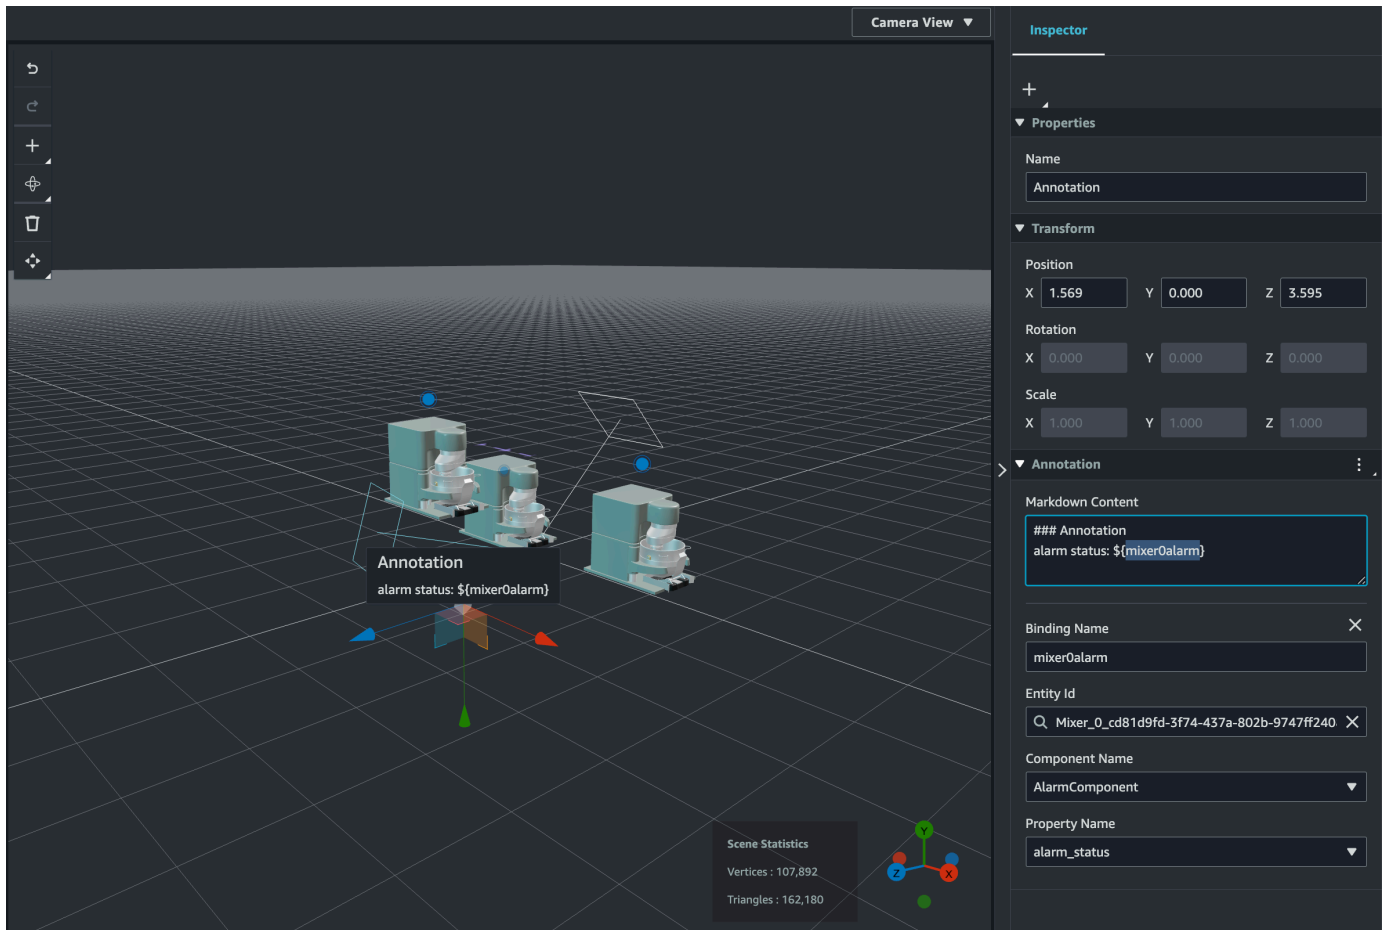 Camera View
Inspector
Properties
Name
Annotation
Transform
Position
X 1.569 Y 0.000 Z 3.595
Rotation
X 0.000 Y 0.000 Z 0.000
Scale
X 1.000 Y 1.000 Z 1.000
Annotation
Markdown Content
### Annotation
alarm status: ${mixer0alarm}
Binding Name
mixer0alarm
Entity Id
Mixer_0_cd81d9fd-3f74-437a-802b-9747ff240
Component Name
AlarmComponent
Property Name
alarm_status
Annotation
alarm status: ${mixer0alarm}
Scene Statistics
Vertices : 107,892
Triangles : 162,180
Y
Z
X